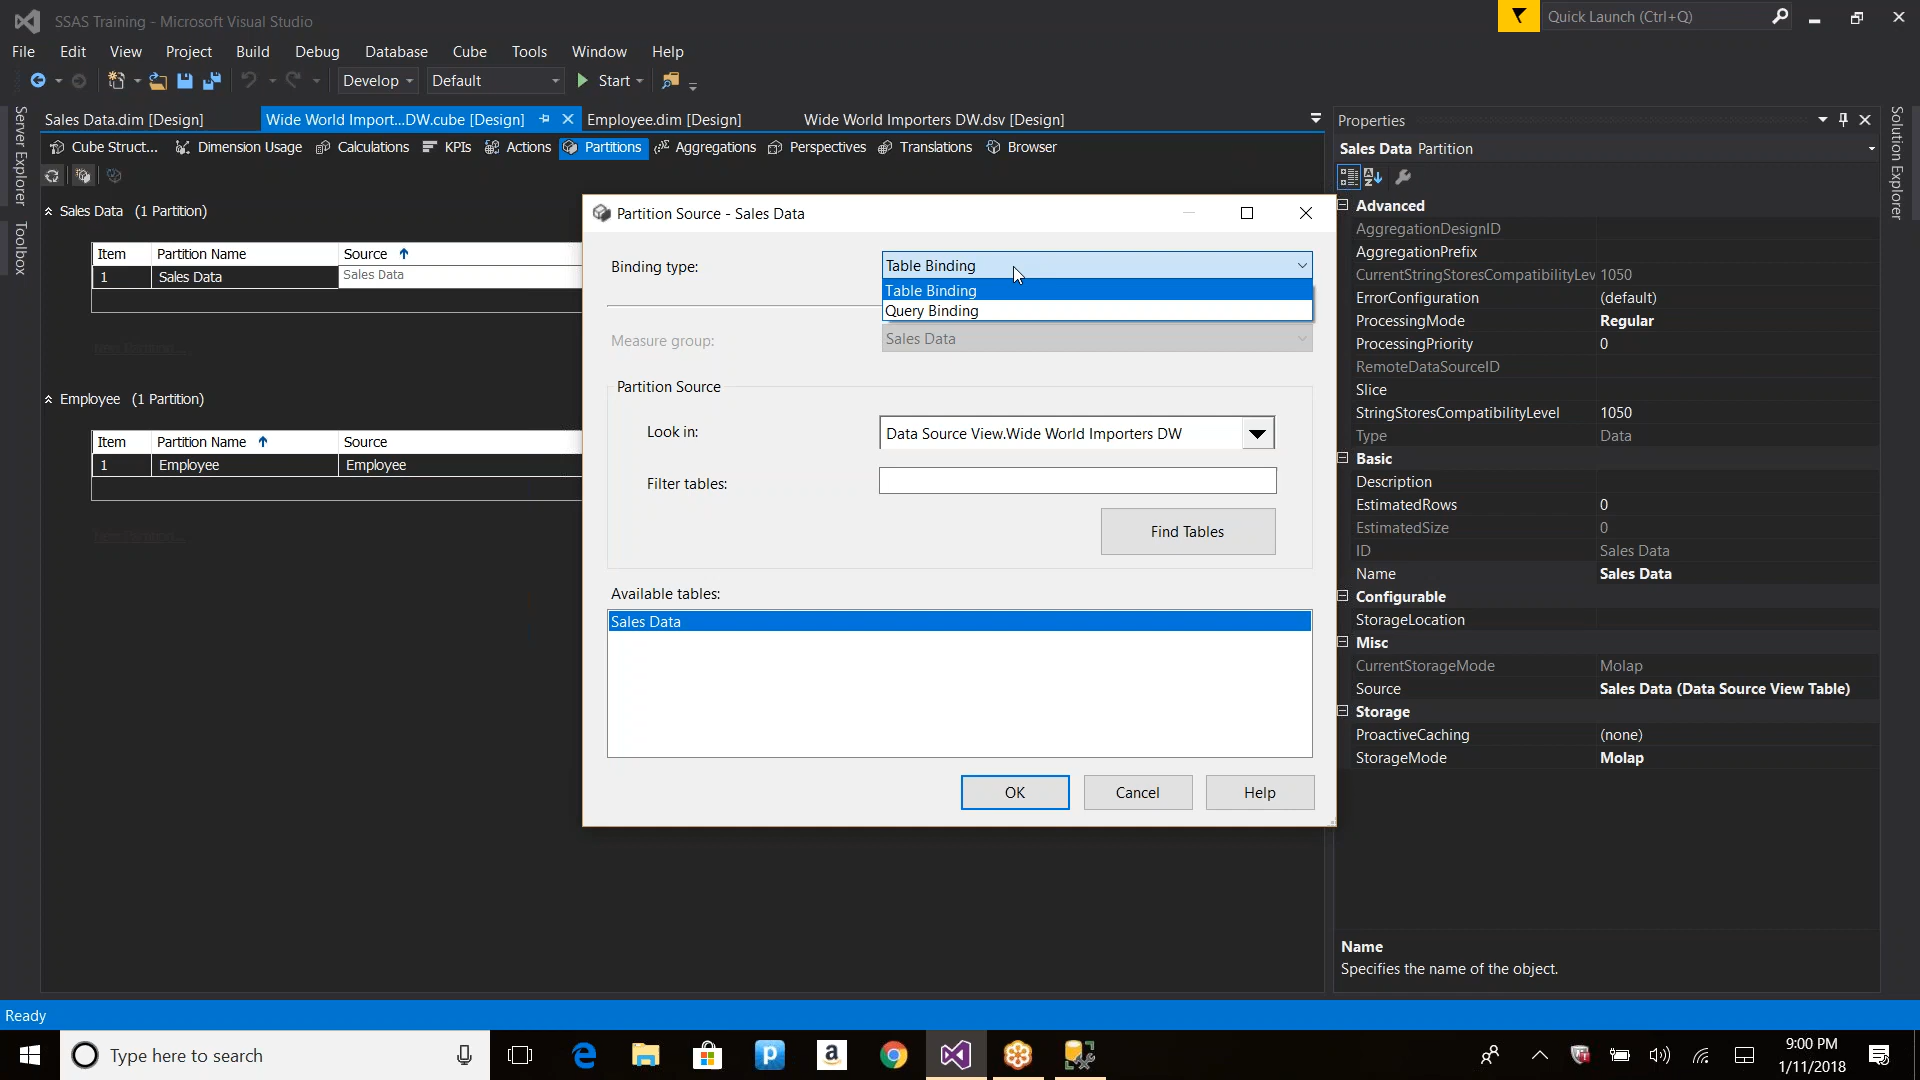 SSAS Training - Microsoft Visual Studio
Quick Launch (Ctrl+Q)
File Edit View Project Build Debug Database Cube Tools Window Help
Develop Default Start
Server Explorer
Toolbox
Sales Data.dim [Design] Wide World Import...DW.cube [Design] Employee.dim [Design] Wide World Importers DW.dsv [Design]
Cube Struct... Dimension Usage Calculations KPIs Actions Partitions Aggregations Perspectives Translations Browser
Sales Data (1 Partition)
Item Partition Name Source
1 Sales Data Sales Data
New Partition...
Employee (1 Partition)
Item Partition Name Source
1 Employee Employee
Partition Source - Sales Data
Binding type: Table Binding
Table Binding
Query Binding
Measure group: Sales Data
Partition Source
Look in: Data Source View.Wide World Importers DW
Filter tables:
Find Tables
Available tables:
Sales Data
OK Cancel Help
Properties
Sales Data Partition
Advanced
AggregationDesignID
AggregationPrefix
CurrentStringStoresCompatibilityLev 1050
ErrorConfiguration (default)
ProcessingMode Regular
ProcessingPriority 0
RemoteDataSourceID
Slice
StringStoresCompatibilityLevel 1050
Type Data
Basic
Description
EstimatedRows 0
EstimatedSize 0
ID Sales Data
Name Sales Data
Configurable
StorageLocation
Misc
CurrentStorageMode Molap
Source Sales Data (Data Source View Table)
Storage
ProactiveCaching (none)
StorageMode Molap
Name
Specifies the name of the object.
Solution Explorer
Ready
Type here to search
9:00 PM
1/11/2018